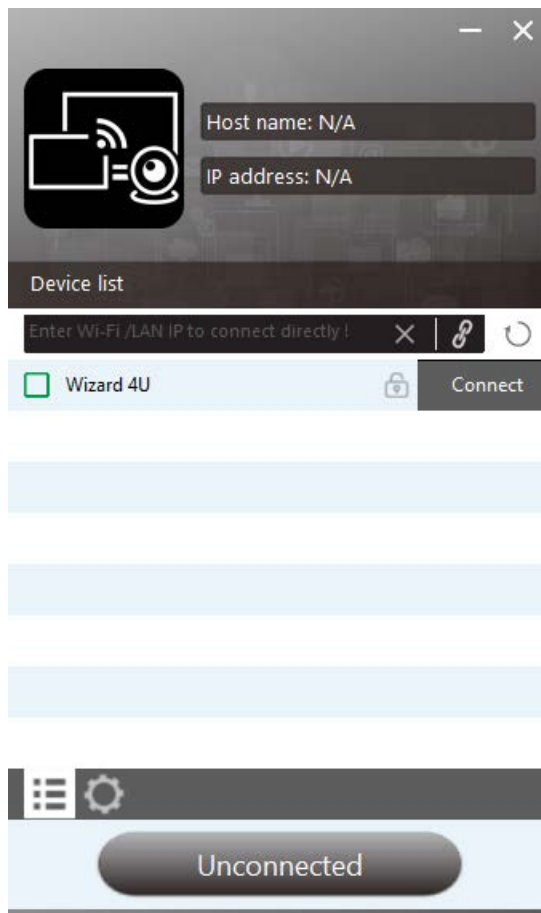 Host name: N/A
IP address: N/A
Device list
Enter Wi-Fi /LAN IP to connect directly !
Wizard 4U
Connect
Unconnected